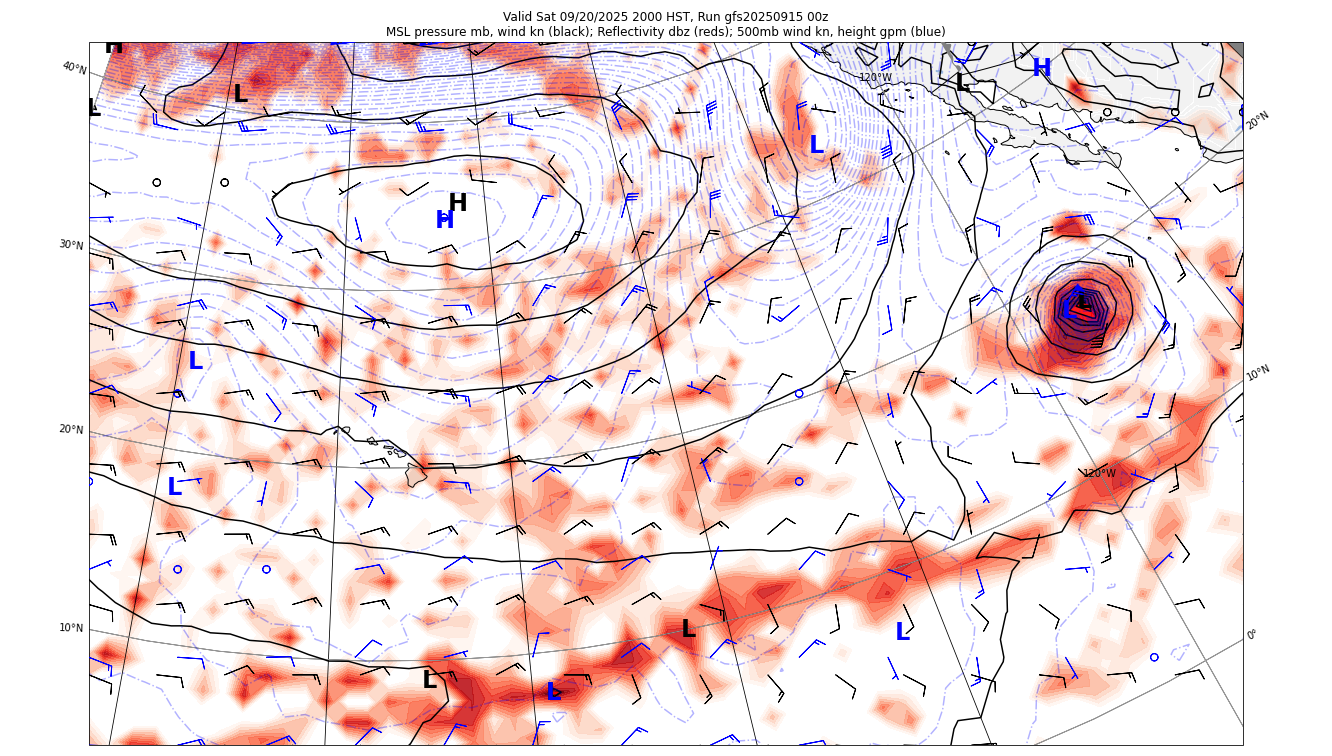 Valid Sat 09/20/2025 2000 HST, Run gfs20250915 00z
MSL pressure mb, wind kn (black); Reflectivity dbz (reds); 500mb wind kn, height gpm (blue)
H
40°N
120°W
L
H
L
L
20°N
L
H
H
30°N
L
L
L
10°N
20°N
120°W
L
10°N
L
L
0°
L
L